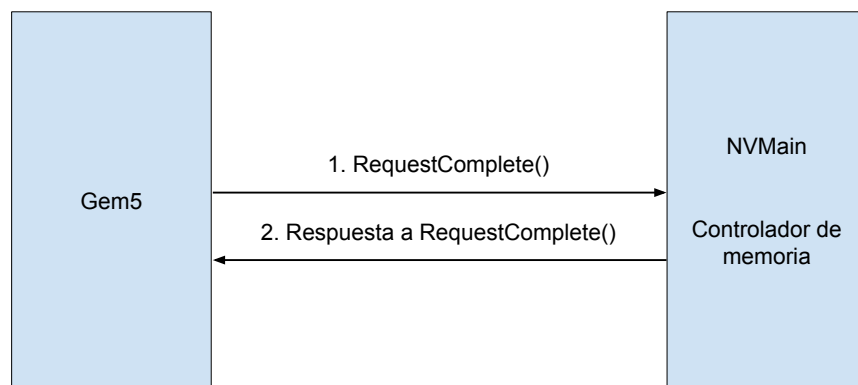 Gem5
1. RequestComplete()
2. Respuesta a RequestComplete()
NVMain
Controlador de
memoria